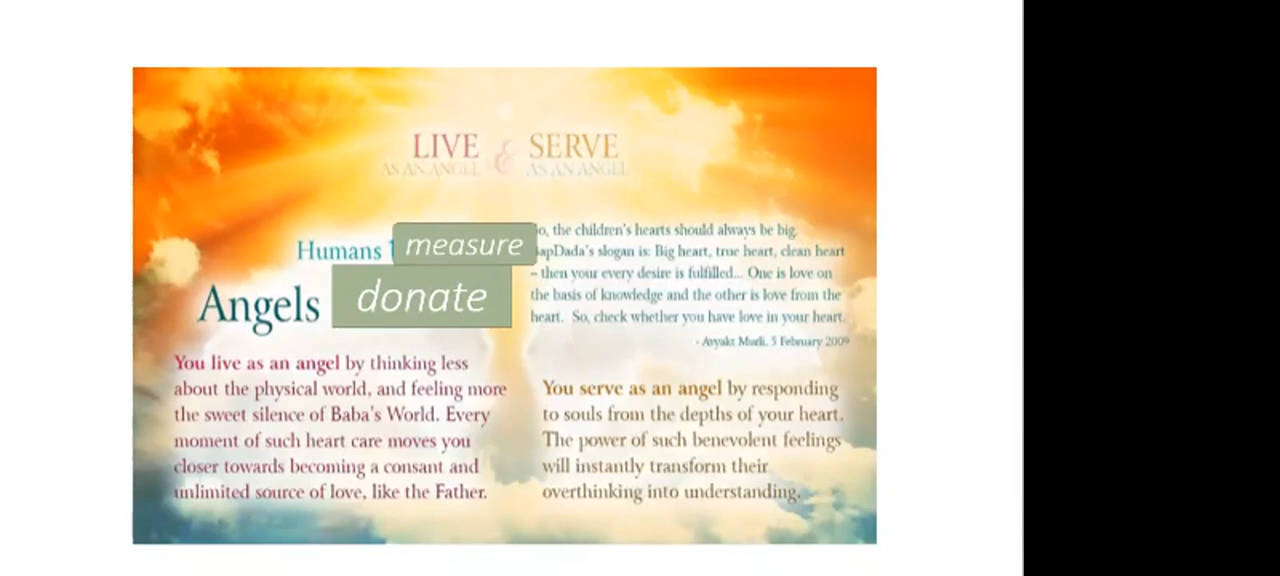 LIVE & SERVE
AS AN ANGEL AS AN ANGEL
Humans measure
Angels donate
You live as an angel by thinking less
about the physical world, and feeling more
the sweet silence of Baba's World. Every
moment of such heart care moves you
closer towards becoming a consant and
unlimited source of love, like the Father.
o, the children's hearts should always be big.
apDada's slogan is: Big heart, true heart, clean heart
– then your every desire is fulfilled... One is love on
the basis of knowledge and the other is love from the
heart. So, check whether you have love in your heart.
- Avyakt Murli, 5 February 2009
You serve as an angel by responding
to souls from the depths of your heart.
The power of such benevolent feelings
will instantly transform their
overthinking into understanding.